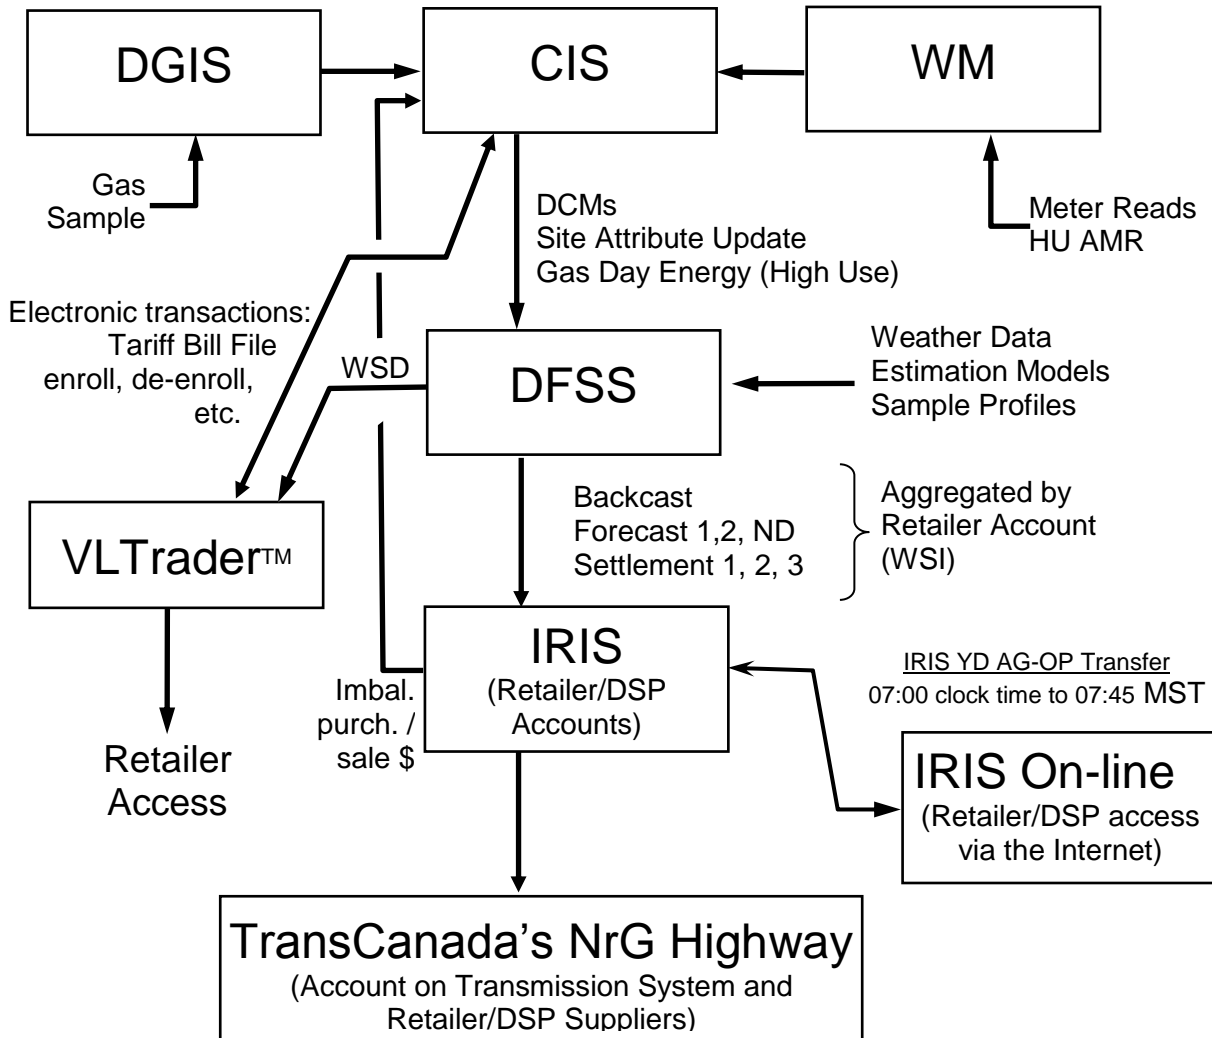 DGIS
CIS
WM
Gas
Sample
Meter Reads
HU AMR
DCMs
Site Attribute Update
Gas Day Energy (High Use)
Electronic transactions:
Tariff Bill File
enroll, de-enroll,
etc.
WSD
DFSS
Weather Data
Estimation Models
Sample Profiles
Backcast
Forecast 1,2, ND
Settlement 1, 2, 3
Aggregated by
Retailer Account
(WSI)
VLTrader™
Retailer
Access
IRIS
(Retailer/DSP
Accounts)
Imbal.
purch. /
sale $
IRIS YD AG-OP Transfer
07:00 clock time to 07:45 MST
IRIS On-line
(Retailer/DSP access
via the Internet)
TransCanada’s NrG Highway
(Account on Transmission System and
Retailer/DSP Suppliers)